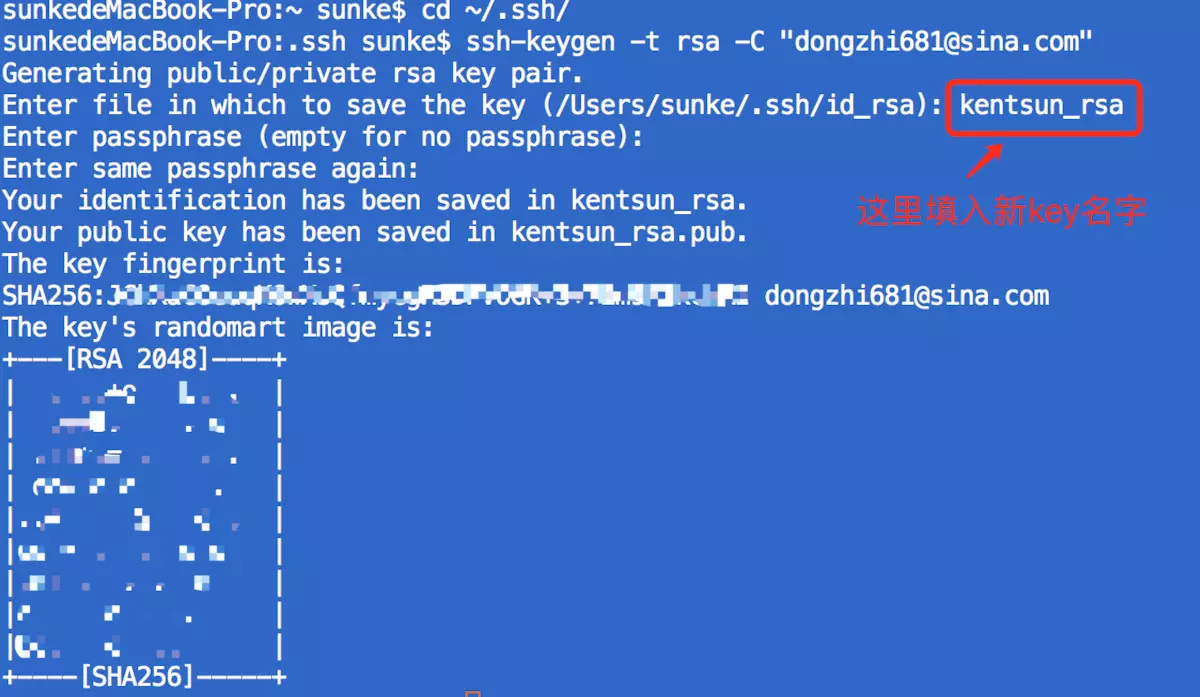 sunkedeMacBook-Pro:~ sunke$ cd ~/.ssh/
sunkedeMacBook-Pro:.ssh sunke$ ssh-keygen -t rsa -C "dongzhi681@sina.com"
Generating public/private rsa key pair.
Enter file in which to save the key (/Users/sunke/.ssh/id_rsa): kentsun_rsa
Enter passphrase (empty for no passphrase):
Enter same passphrase again:
Your identification has been saved in kentsun_rsa.
这里填入新key名字
Your public key has been saved in kentsun_rsa.pub.
The key fingerprint is:
SHA256: dongzhi681@sina.com
The key's randomart image is:
+---[RSA 2048]----+
+----[SHA256]-----+